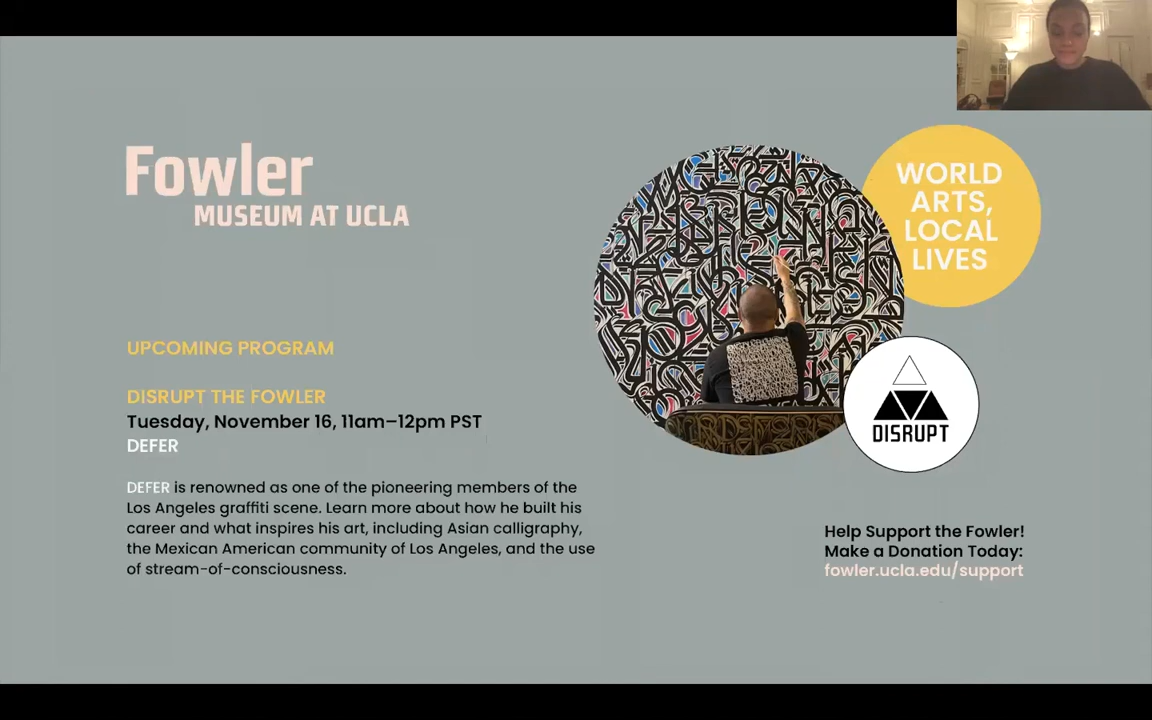 Fowler
MUSEUM AT UCLA
WORLD
ARTS,
LOCAL
LIVES
UPCOMING PROGRAM
DISRUPT THE FOWLER
Tuesday, November 16, 11am–12pm PST
DEFER
DEFER is renowned as one of the pioneering members of the
Los Angeles graffiti scene. Learn more about how he built his
career and what inspires his art, including Asian calligraphy,
the Mexican American community of Los Angeles, and the use
of stream-of-consciousness.
DISRUPT
Help Support the Fowler!
Make a Donation Today:
fowler.ucla.edu/support